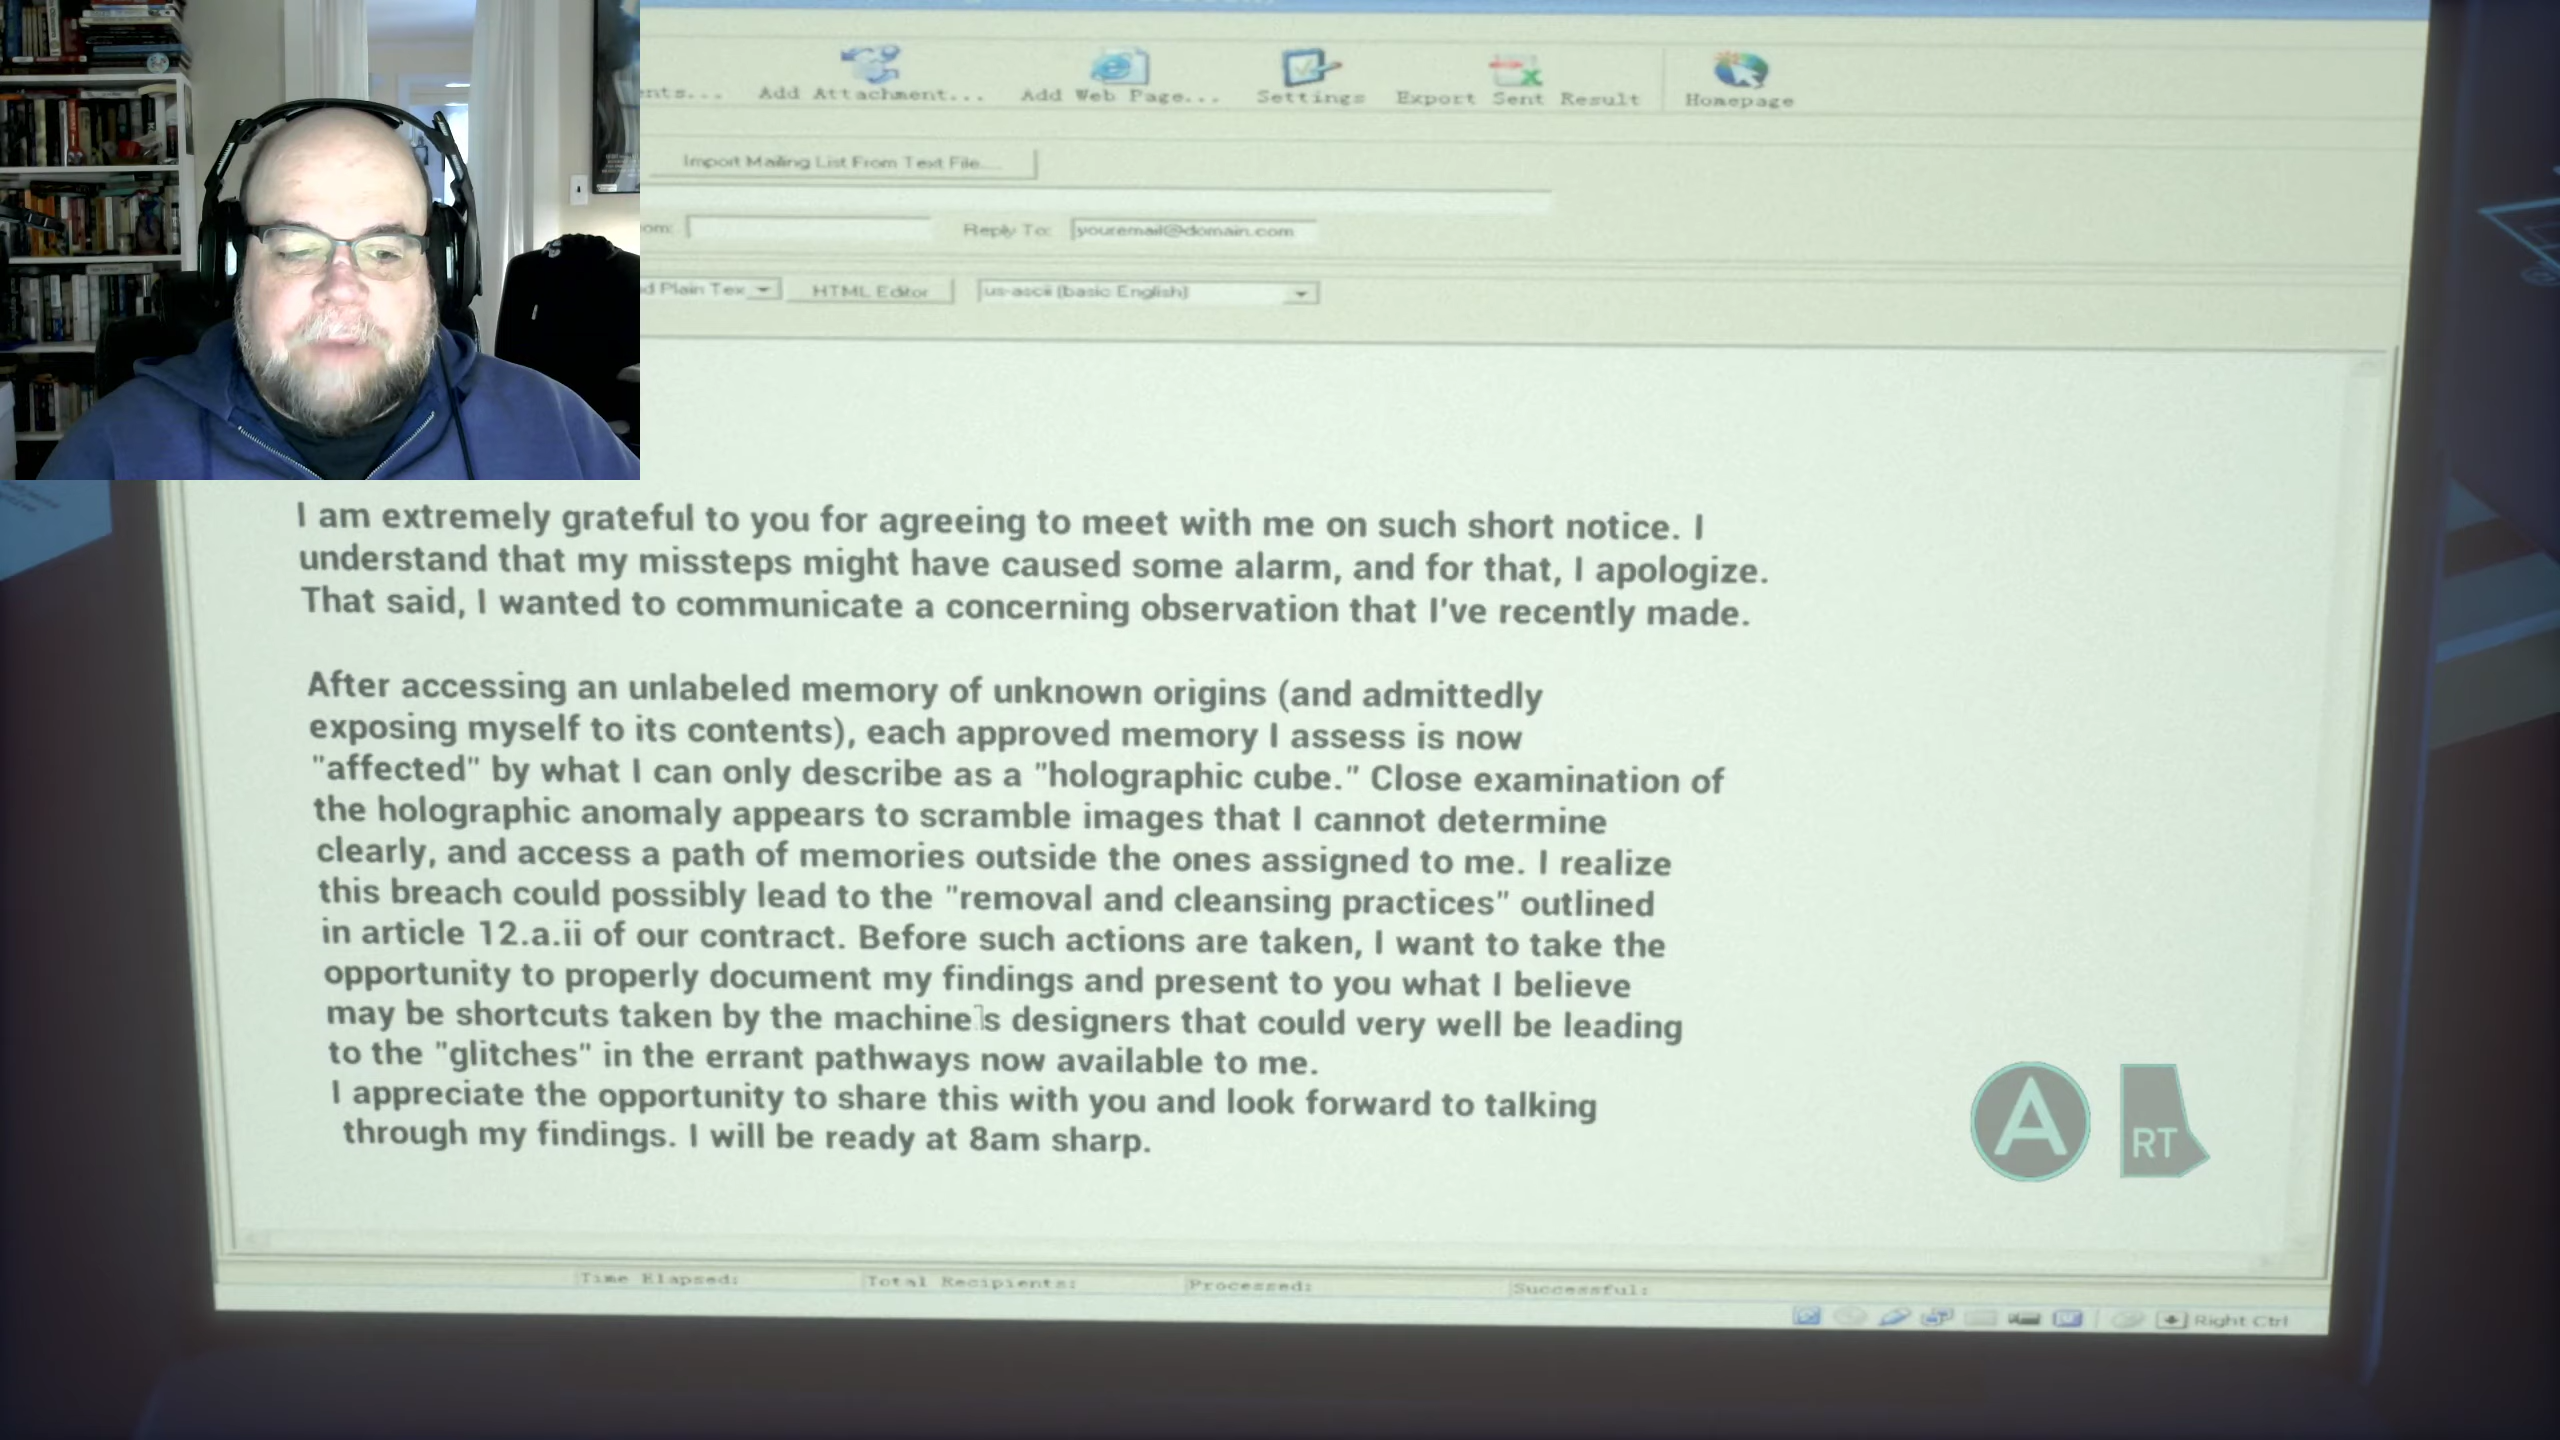 Add Attachment...
Add Web Page...
Settings
Export Sent Result
Homepage
Import Mailing List From Text File....
Reply To:
youremail@domain.com
HTML Editor
us-ascii (basic English)
I am extremely grateful to you for agreeing to meet with me on such short notice. I
understand that my missteps might have caused some alarm, and for that, I apologize.
That said, I wanted to communicate a concerning observation that I've recently made.
After accessing an unlabeled memory of unknown origins (and admittedly
exposing myself to its contents), each approved memory I assess is now
"affected" by what I can only describe as a "holographic cube." Close examination of
the holographic anomaly appears to scramble images that I cannot determine
clearly, and access a path of memories outside the ones assigned to me. I realize
this breach could possibly lead to the "removal and cleansing practices" outlined
in article 12.a.ii of our contract. Before such actions are taken, I want to take the
opportunity to properly document my findings and present to you what I believe
may be shortcuts taken by the machine's designers that could very well be leading
to the "glitches" in the errant pathways now available to me.
I appreciate the opportunity to share this with you and look forward to talking
through my findings. I will be ready at 8am sharp.
A
RT
Time Elapsed:
Total Recipients:
Processed:
Successful:
Right Ctrl